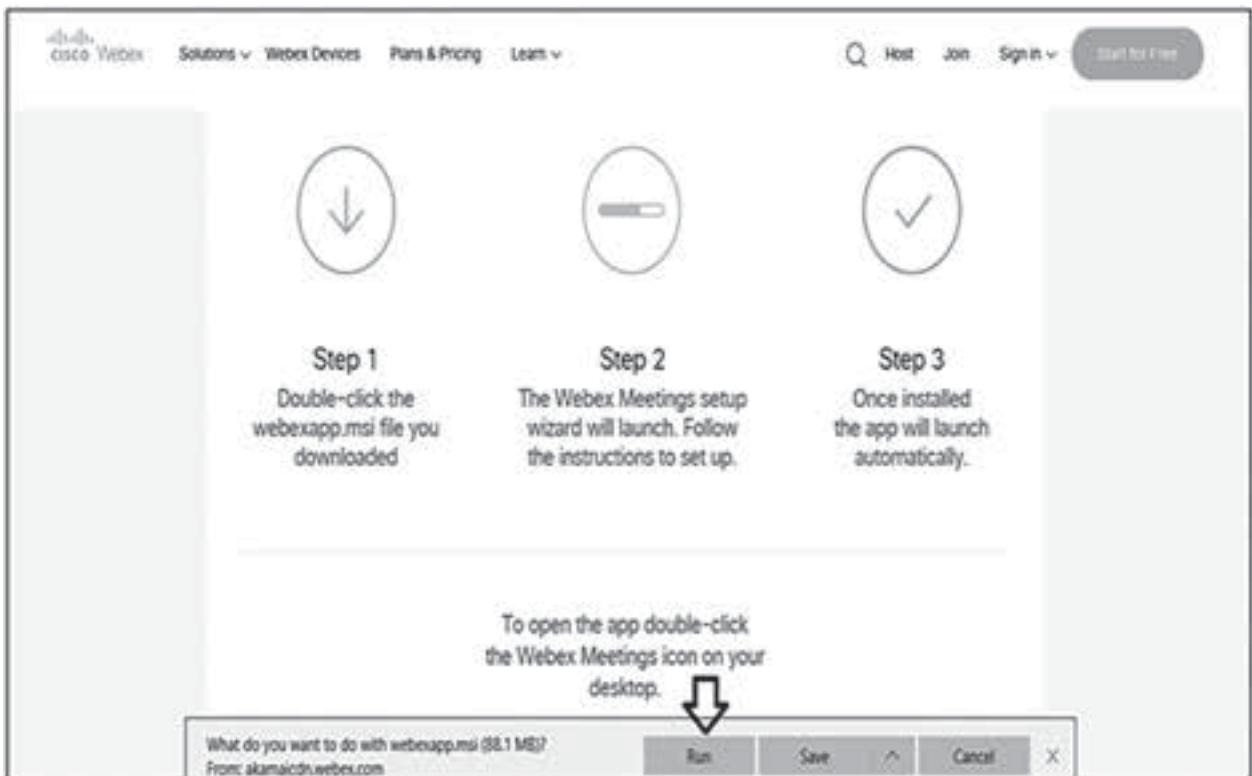 cisco Webex Solutions Webex Devices Plans & Pricing Learn Host Join Sign in Start for Free
Step 1
Double-click the
webexapp.msi file you
downloaded
Step 2
The Webex Meetings setup
wizard will launch. Follow
the instructions to set up.
Step 3
Once installed
the app will launch
automatically.
To open the app double-click
the Webex Meetings icon on your
desktop.
What do you want to do with webexapp.msi (88.1 MB)?
From: akamaicdn.webex.com
Run Save Cancel X